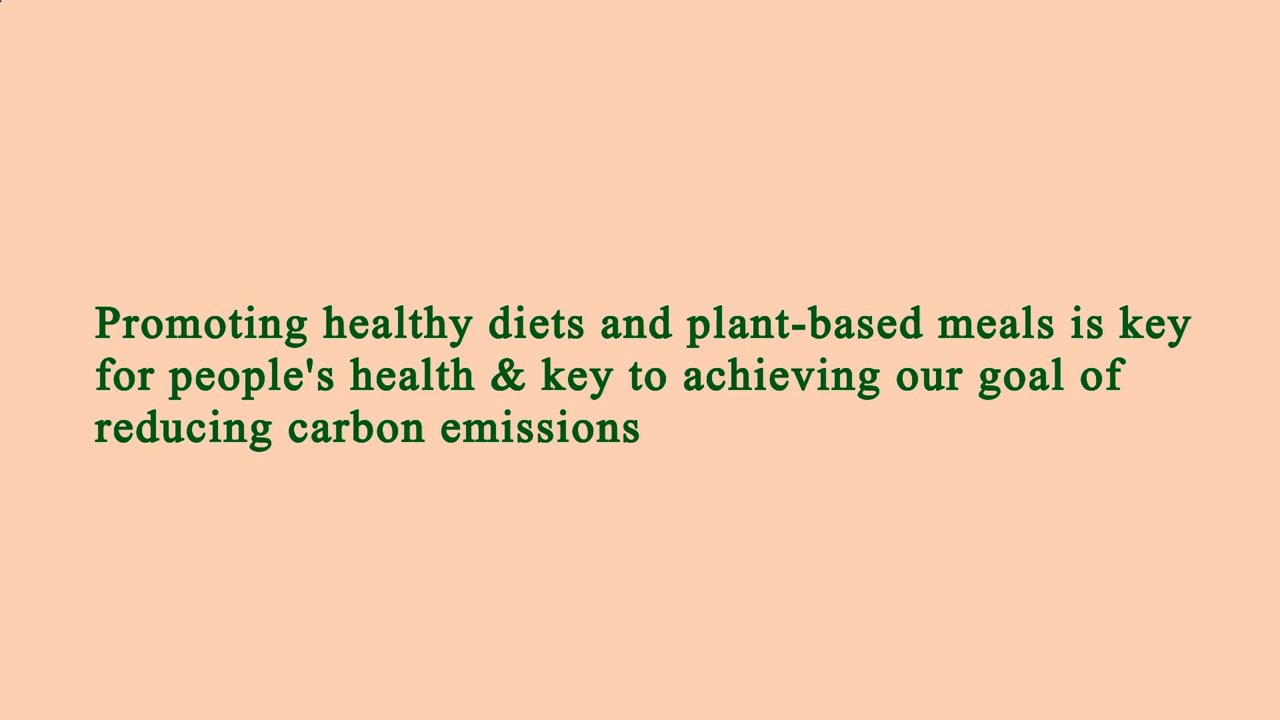 Promoting healthy diets and plant-based meals is key
for people's health & key to achieving our goal of
reducing carbon emissions